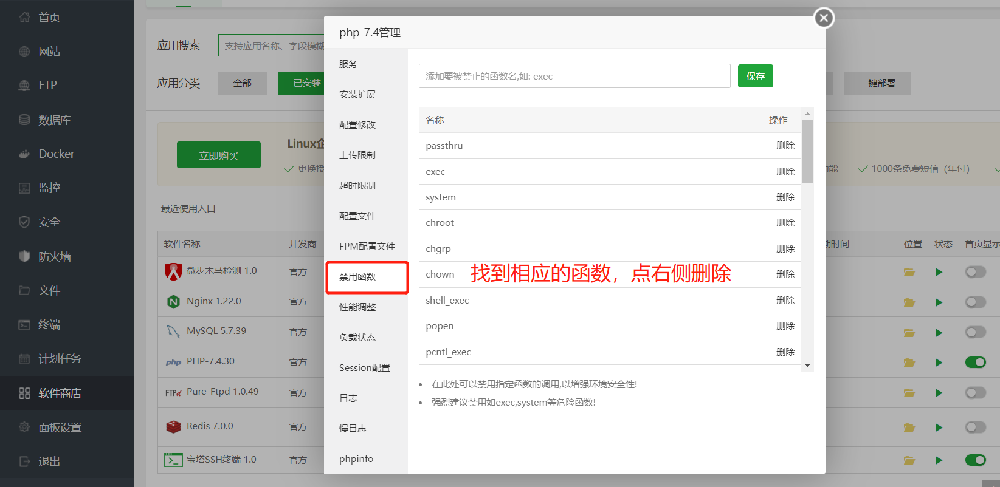 首页
网站
FTP
数据库
Docker
监控
安全
防火墙
文件
终端
计划任务
软件商店
面板设置
退出
应用搜索
支持应用名称、字段模糊
应用分类
全部
已安装
一键部署
立即购买
Linux企
更换授
功能
1000条免费短信（年付）
最近使用入口
软件名称 开发商 期时间 位置 状态 首页显示
微步木马检测 1.0 官方
Nginx 1.22.0 官方
MySQL 5.7.39 官方
php PHP-7.4.30 官方
FTPd Pure-Ftpd 1.0.49 官方
Redis 7.0.0 官方
宝塔SSH终端 1.0 官方
php-7.4管理
服务
安装扩展
配置修改
上传限制
超时限制
配置文件
FPM配置文件
禁用函数
性能调整
负载状态
Session配置
日志
慢日志
phpinfo
添加要被禁止的函数名,如: exec
保存
名称 操作
passthru 删除
exec 删除
system 删除
chroot 删除
chgrp 删除
chown 删除
找到相应的函数，点右侧删除
shell_exec 删除
popen 删除
pcntl_exec 删除
在此处可以禁用指定函数的调用,以增强环境安全性!
强烈建议禁用如exec,system等危险函数!